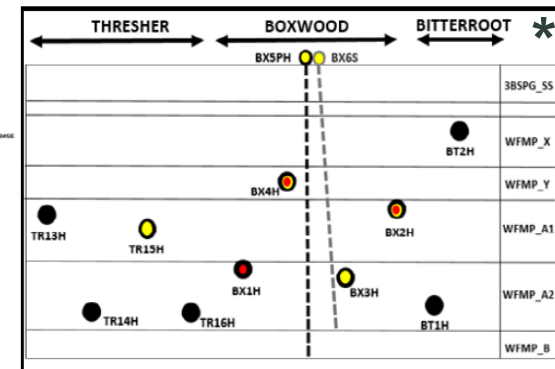 THRESHER BOXWOOD BITTERROOT *
BX5PH BX6S
3BSPG_SS
BT2H WFMP_X
BX4H WFMP_Y
TR13H TR15H BX2H WFMP_A1
BX1H BX3H WFMP_A2
TR14H TR16H BT1H
WFMP_B